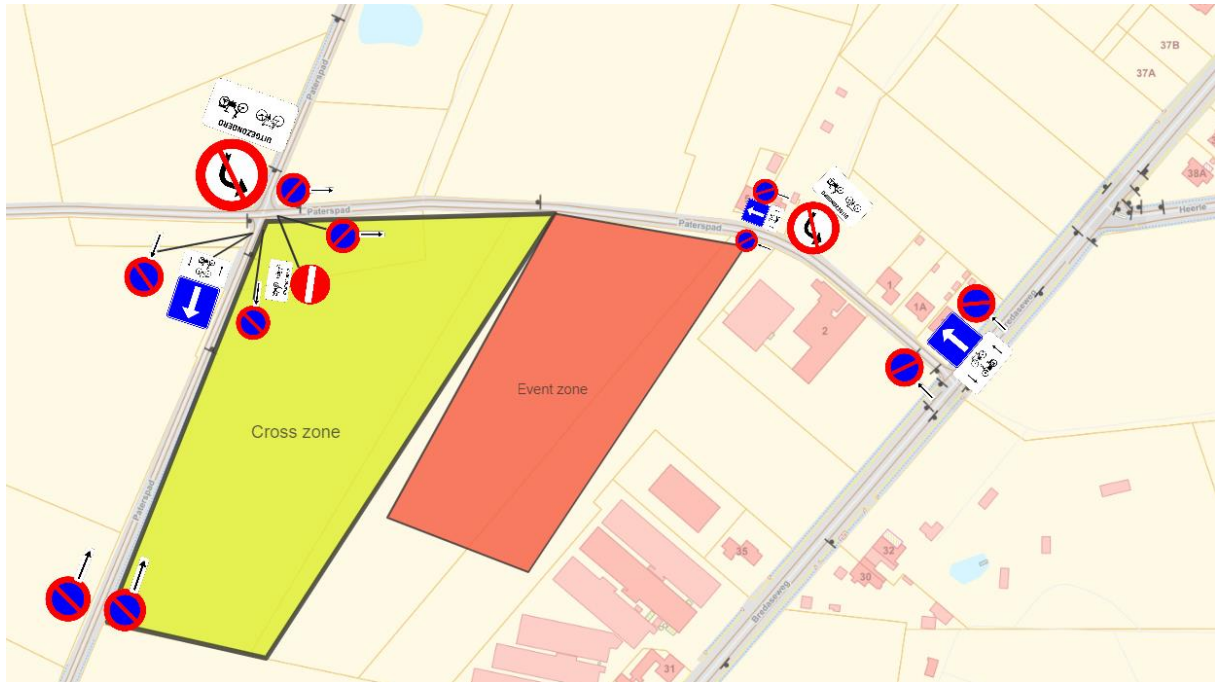 37B
37A
Paterspad
UITGEZONDERD
38A
Paterspad
Paterspad
UITGEZONDERD
Heerle
1
1A
Bredaseweg
2
Event zone
Cross zone
Paterspad
35
32
30
Bredaseweg
31